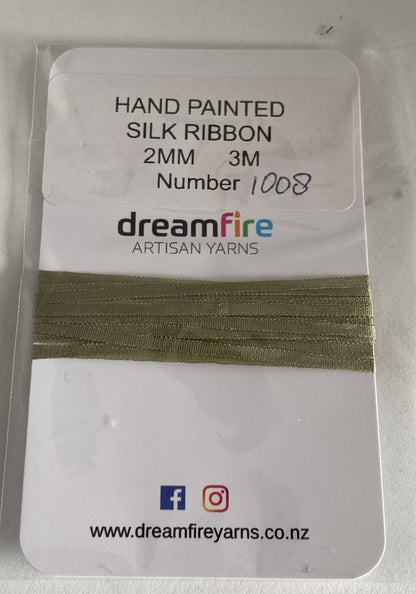 HAND PAINTED
SILK RIBBON
2MM 3M
Number 1008
dreamfire
ARTISAN YARNS
www.dreamfireyarns.co.nz